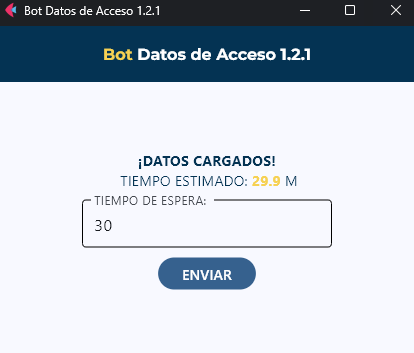 Bot Datos de Acceso 1.2.1
Bot Datos de Acceso 1.2.1
¡DATOS CARGADOS!
TIEMPO ESTIMADO: 29.9 M
TIEMPO DE ESPERA:
30
ENVIAR